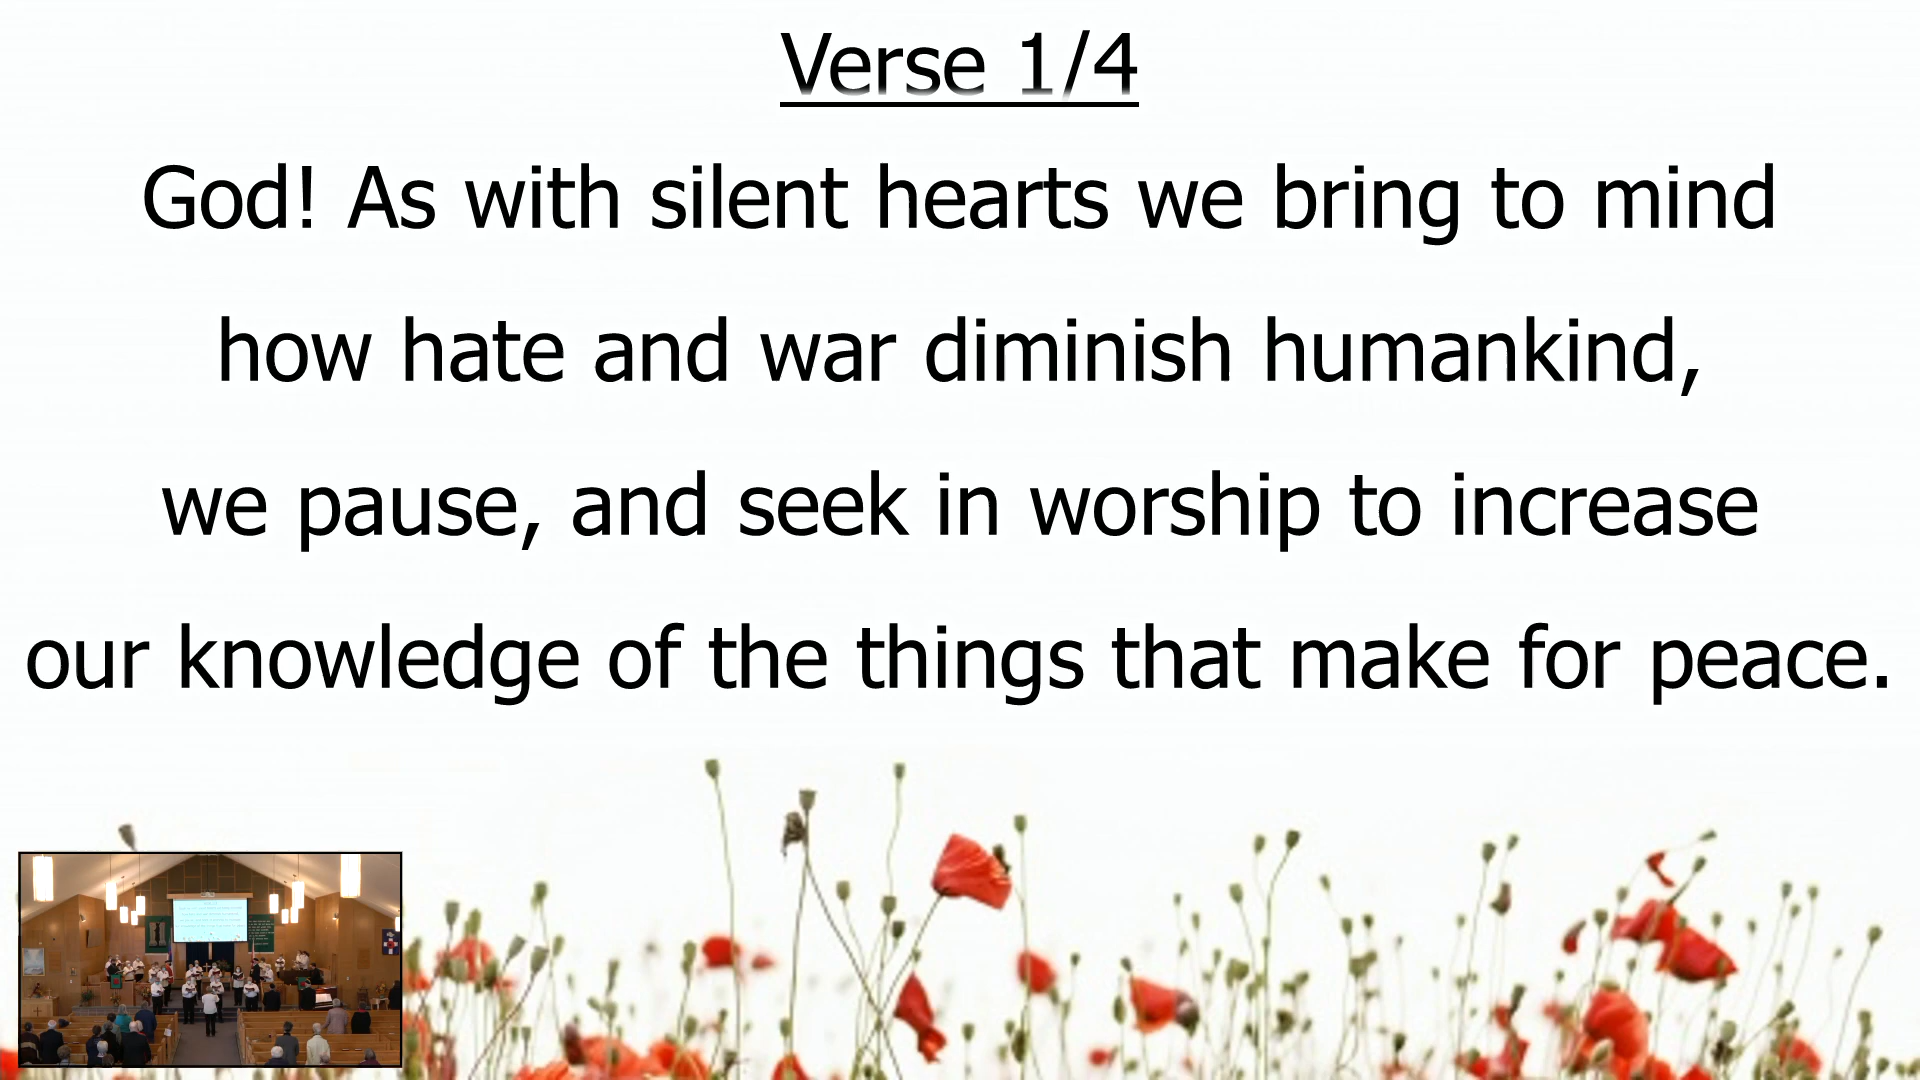 Verse 1/4
God! As with silent hearts we bring to mind
how hate and war diminish humankind,
we pause, and seek in worship to increase
our knowledge of the things that make for peace.